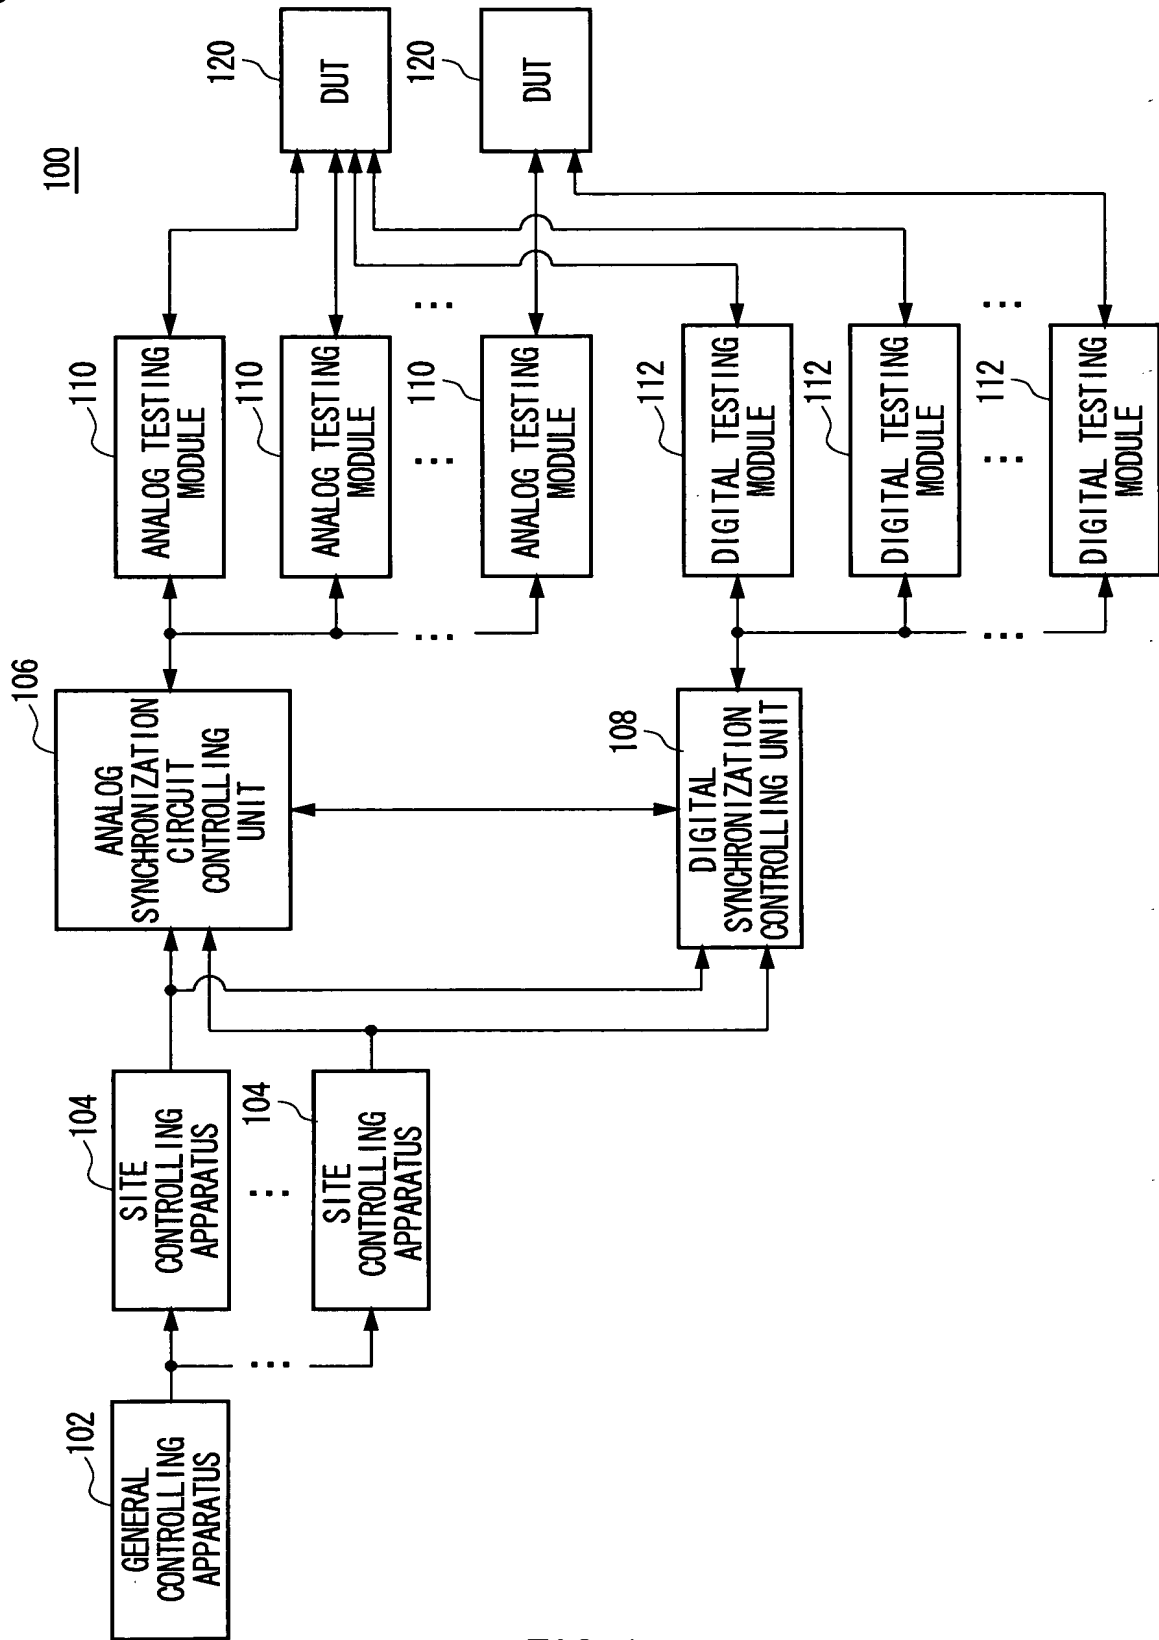 100
102
GENERAL
CONTROLLING
APPARATUS
104
SITE
CONTROLLING
APPARATUS
104
SITE
CONTROLLING
APPARATUS
106
ANALOG
SYNCHRONIZATION
CIRCUIT
CONTROLLING
UNIT
108
DIGITAL
SYNCHRONIZATION
CONTROLLING UNIT
110
ANALOG TESTING
MODULE
110
ANALOG TESTING
MODULE
110
ANALOG TESTING
MODULE
112
DIGITAL TESTING
MODULE
112
DIGITAL TESTING
MODULE
112
DIGITAL TESTING
MODULE
120
DUT
120
DUT